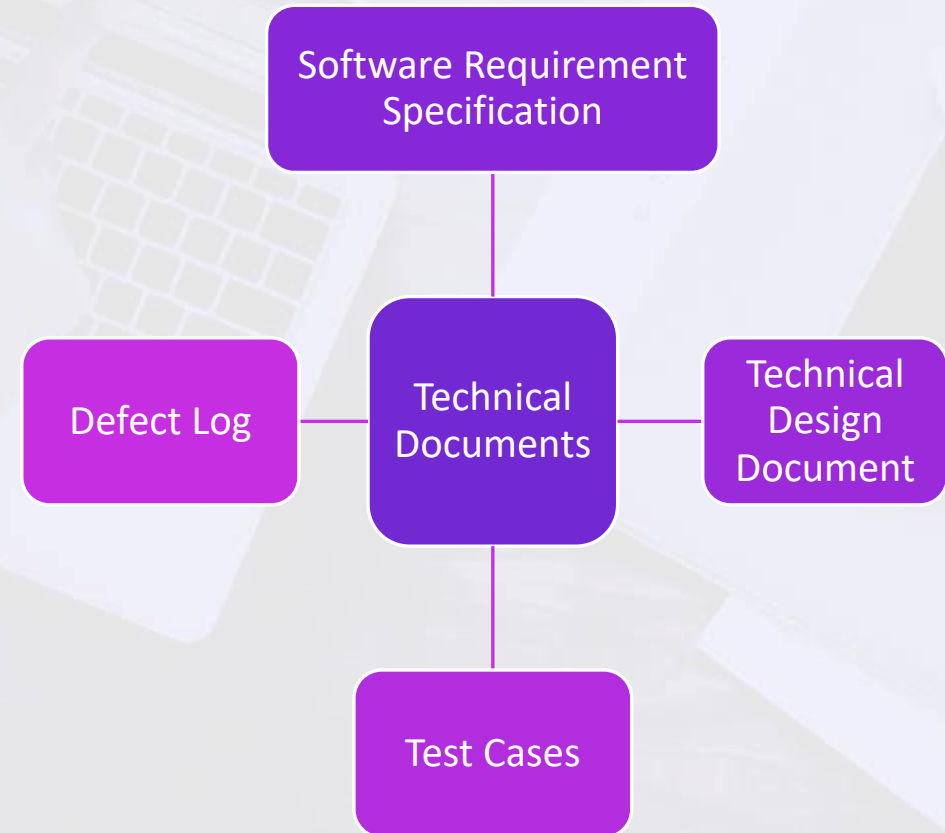 Software Requirement
Specification
Defect Log
Technical
Documents
Technical
Design
Document
Test Cases